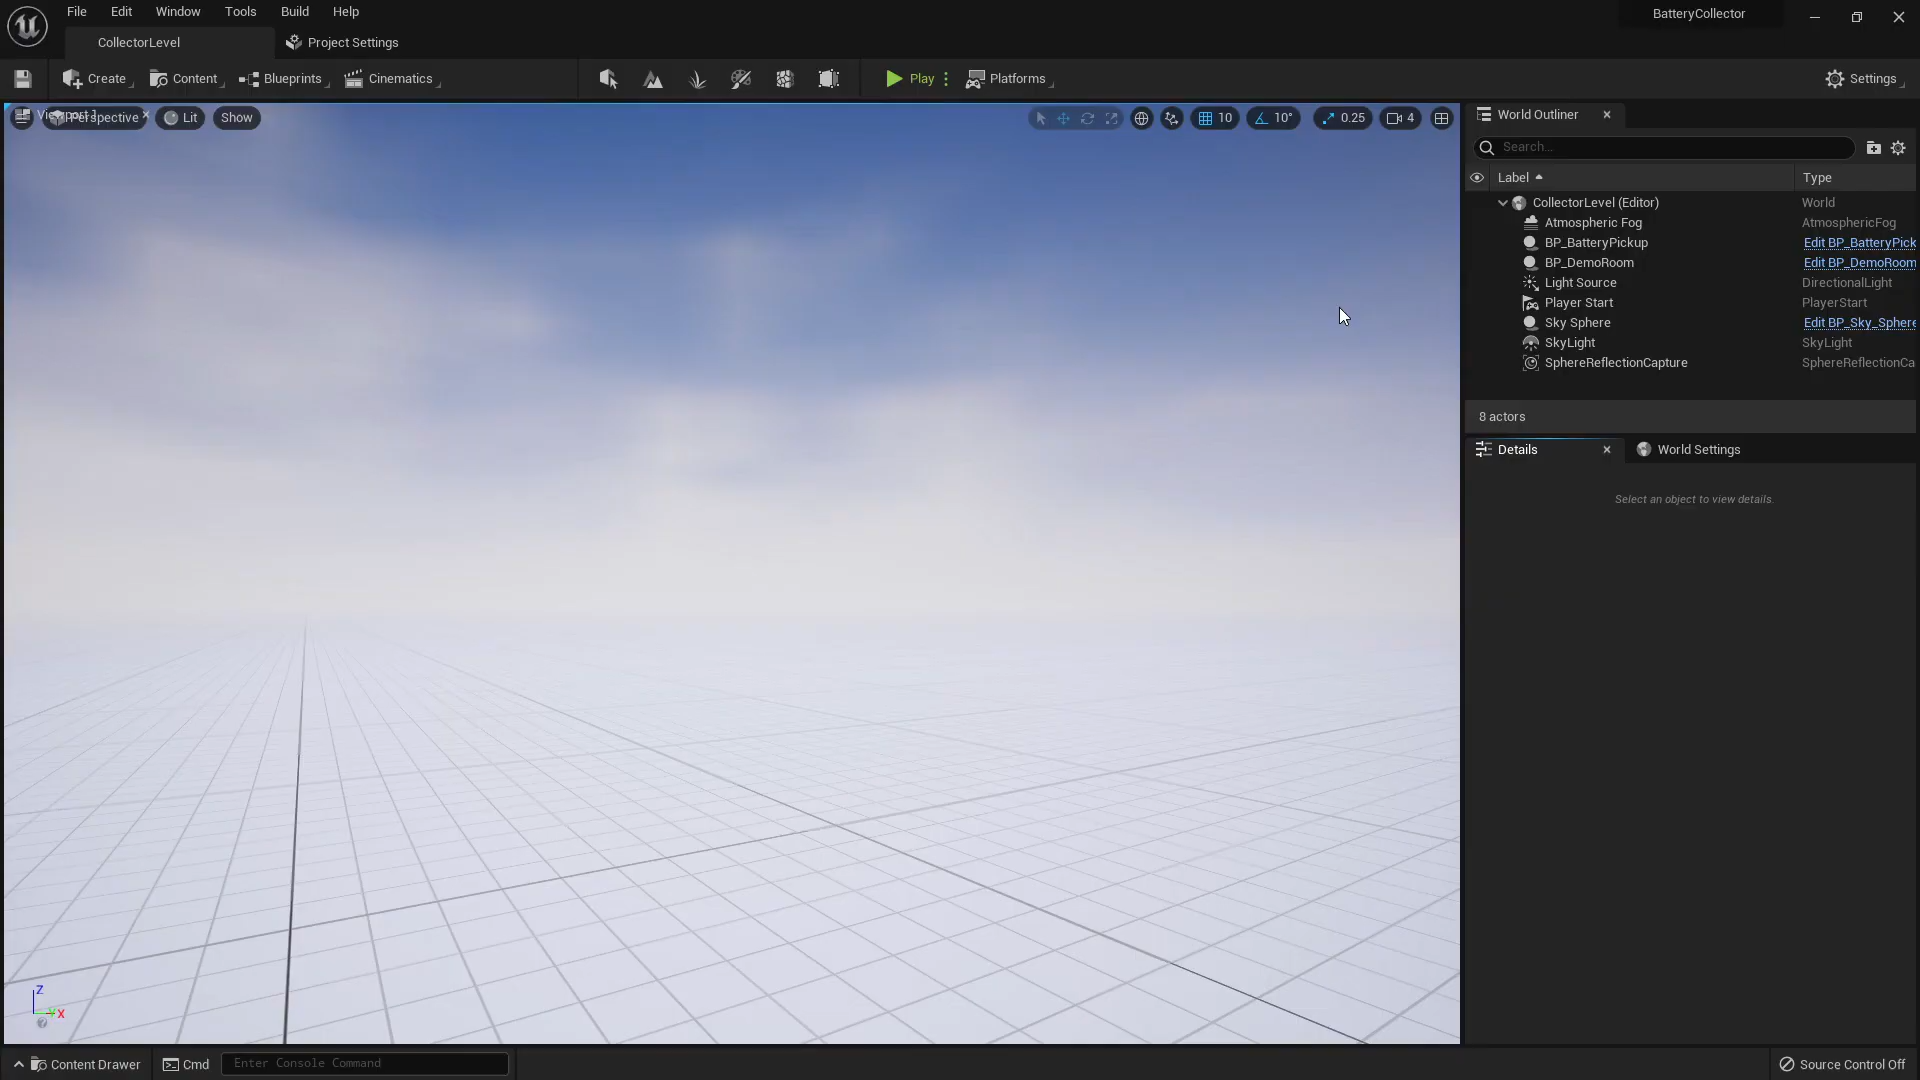 File Edit Window Tools Build Help
BatteryCollector
CollectorLevel
Project Settings
Create Content Blueprints Cinematics
Play Platforms
Settings
Perspective
Lit Show
10 10° 0.25 4
World Outliner
Search...
Label Type
CollectorLevel (Editor) World
Atmospheric Fog AtmosphericFog
BP_BatteryPickup Edit BP_BatteryPick
BP_DemoRoom Edit BP_DemoRoom
Light Source DirectionalLight
Player Start PlayerStart
Sky Sphere Edit BP_Sky_Sphere
SkyLight SkyLight
SphereReflectionCapture SphereReflectionCa
8 actors
Details World Settings
Select an object to view details.
Z
X
Content Drawer Cmd Enter Console Command
Source Control Off